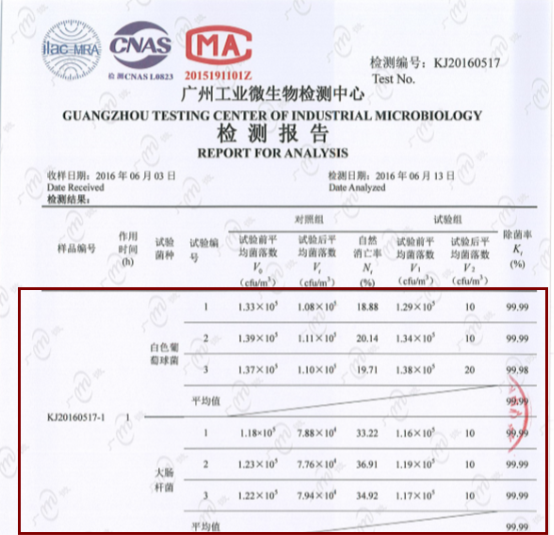 ilac-MRA
CNAS
检测 CNAS L0823
MA
2015191101Z
检测编号: KJ20160517
Test No.
广州工业微生物检测中心
GUANGZHOU TESTING CENTER OF INDUSTRIAL MICROBIOLOGY
检 测 报 告
REPORT FOR ANALYSIS
收样日期: 2016 年 06 月 03 日
检测日期: 2016 年 06 月 13 日
Date Received
Date Analyzed
检测结果:
样品编号 作用时间(h) 试验菌种 试验编号 对照组 试验组 除菌率 Kt (%)
试验前平均菌落数 V0 (cfu/m³) 试验后平均菌落数 Vt (cfu/m³) 自然消亡率 Nt (%) 试验前平均菌落数 V1 (cfu/m³) 试验后平均菌落数 V2 (cfu/m³)
KJ20160517-1 1
白色葡萄球菌
1 1.33×10⁵ 1.08×10⁵ 18.88 1.29×10⁵ 10 99.99
2 1.39×10⁵ 1.11×10⁵ 20.14 1.34×10⁵ 10 99.99
3 1.37×10⁵ 1.10×10⁵ 19.71 1.38×10⁵ 20 99.98
平均值 99.99
大肠杆菌
1 1.18×10⁵ 7.88×10⁴ 33.22 1.16×10⁵ 10 99.99
2 1.23×10⁵ 7.76×10⁴ 36.91 1.19×10⁵ 10 99.99
3 1.22×10⁵ 7.94×10⁴ 34.92 1.17×10⁵ 10 99.99
平均值 99.99